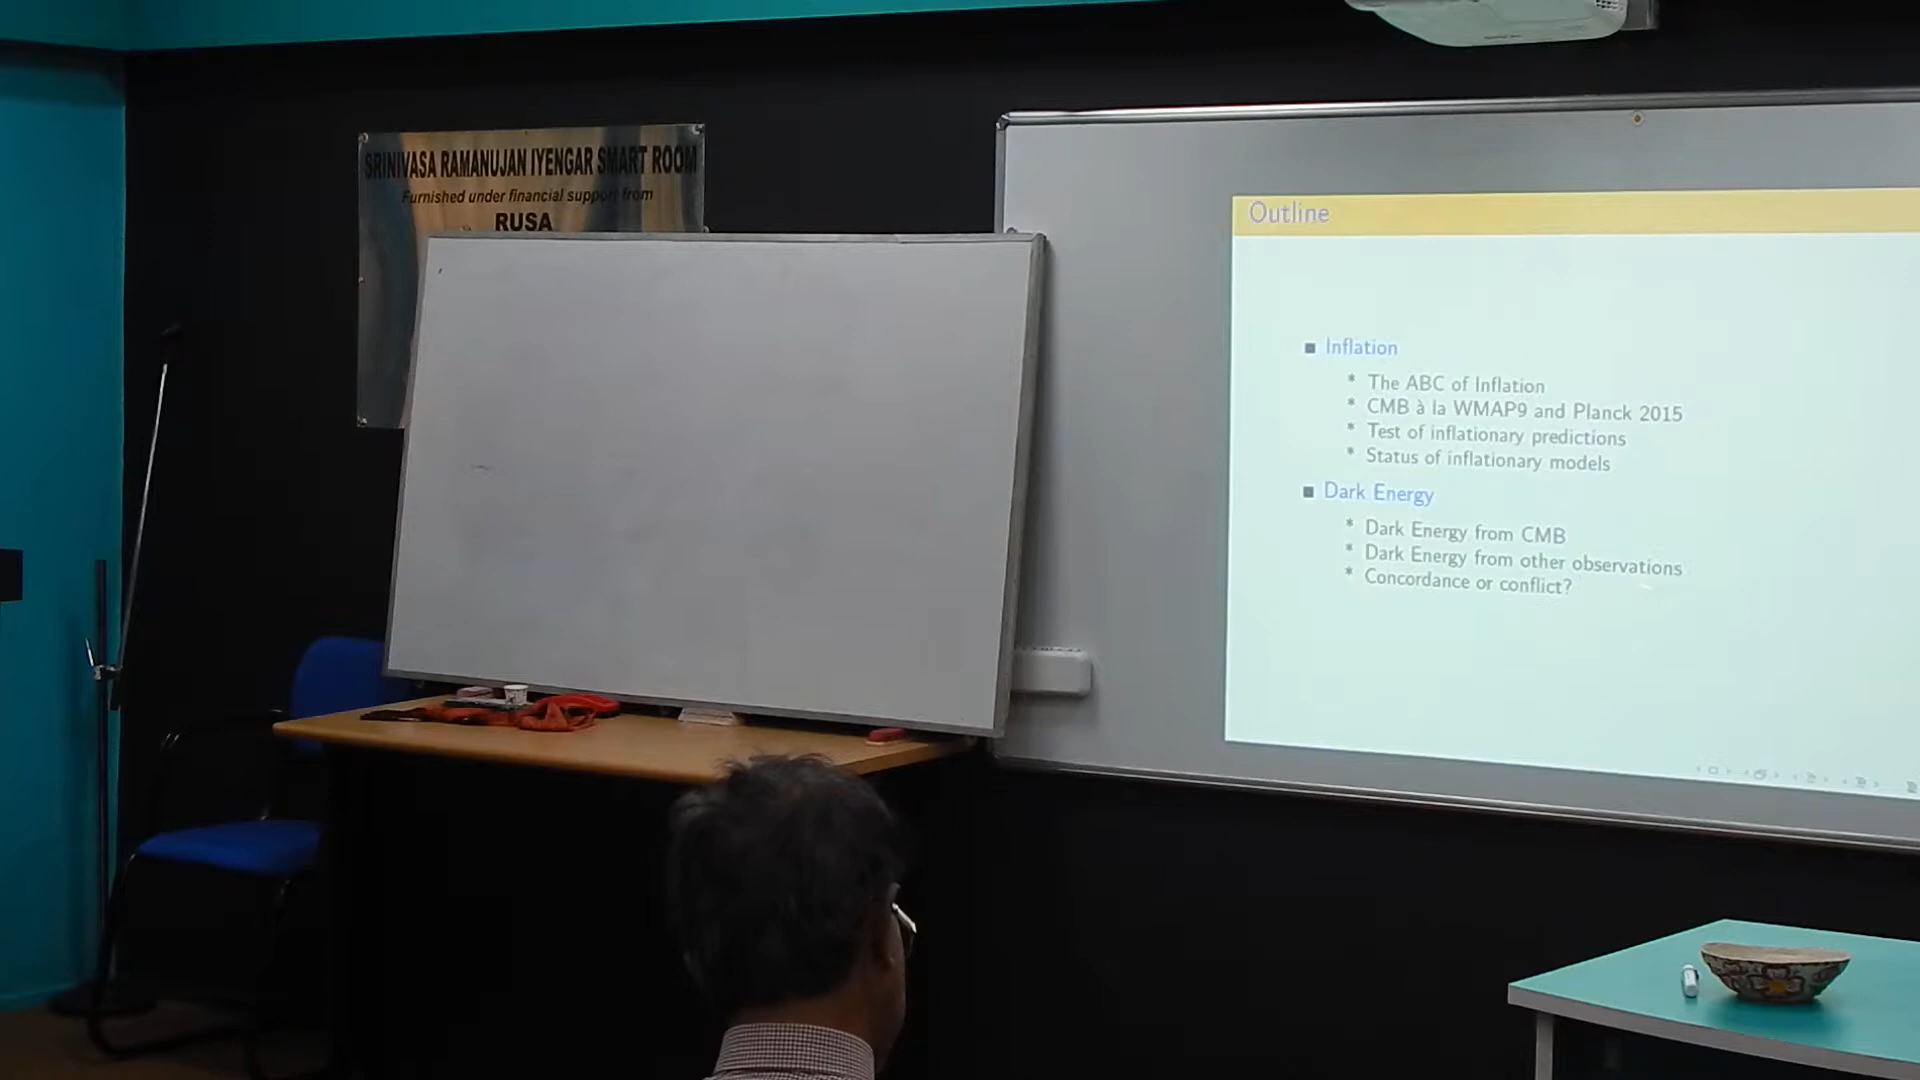 SRINIVASA RAMANUJAN IYENGAR SMART ROOM
Furnished under financial support from
RUSA
Outline
■ Inflation
* The ABC of Inflation
* CMB à la WMAP9 and Planck 2015
* Test of inflationary predictions
* Status of inflationary models
■ Dark Energy
* Dark Energy from CMB
* Dark Energy from other observations
* Concordance or conflict?